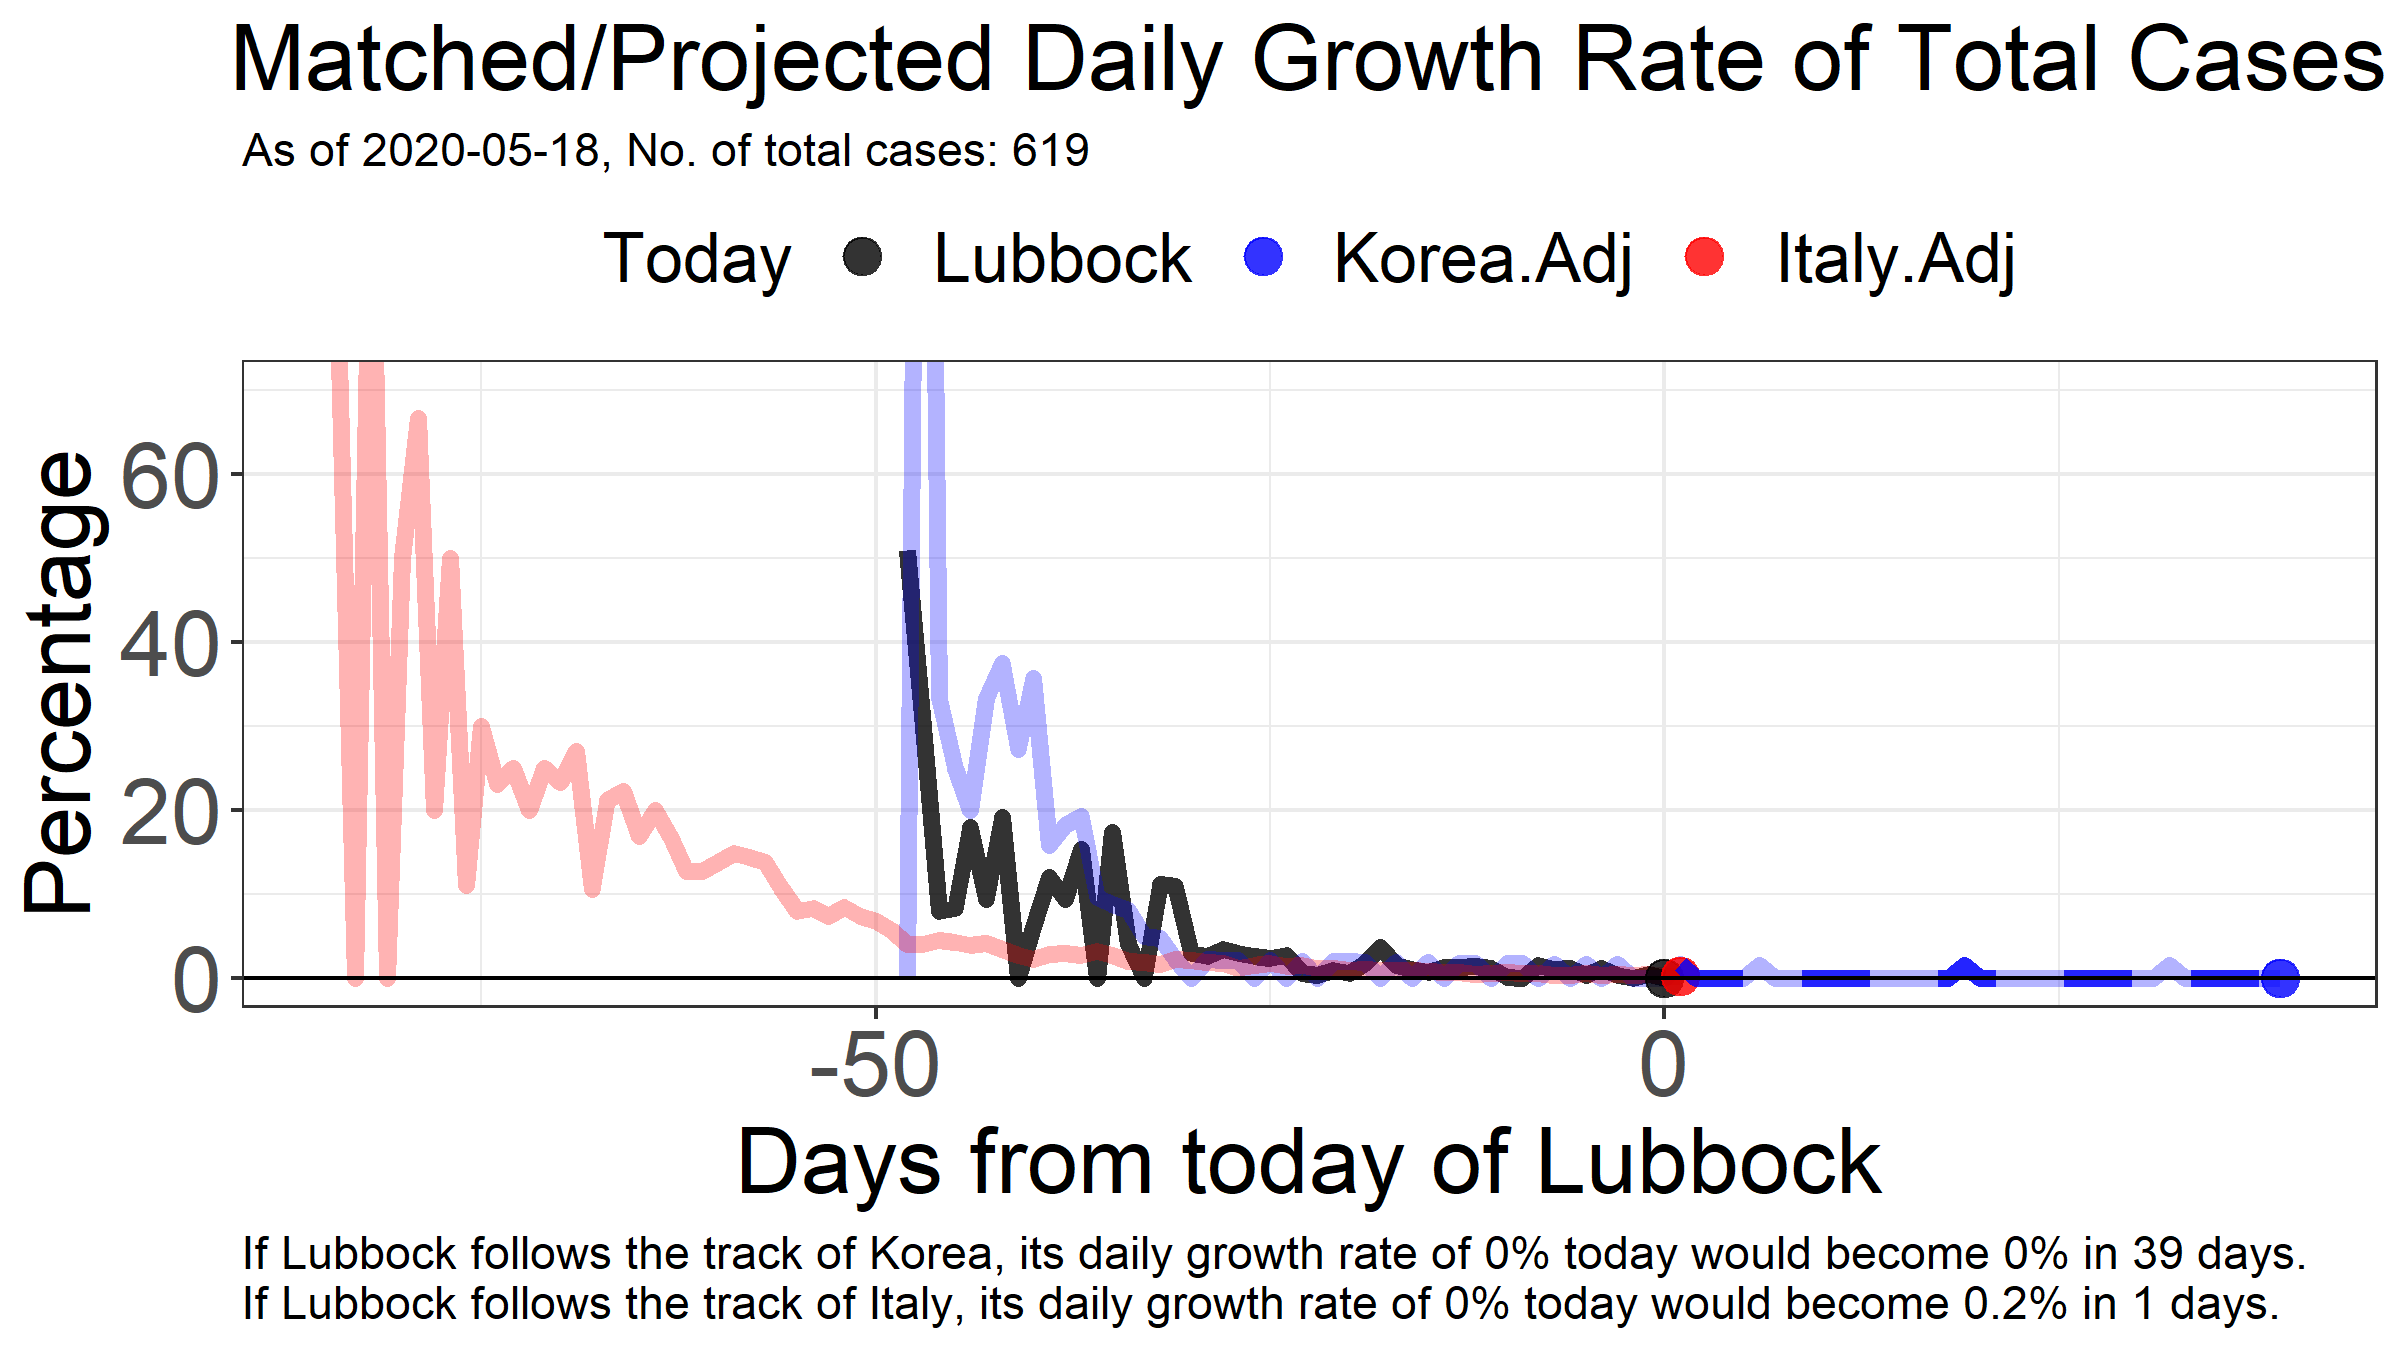 Matched/Projected Daily Growth Rate of Total Cases
As of 2020-05-18, No. of total cases: 619
Today Lubbock Korea.Adj Italy.Adj
Percentage
60
40
20
0
-50 0
Days from today of Lubbock
If Lubbock follows the track of Korea, its daily growth rate of 0% today would become 0% in 39 days.
If Lubbock follows the track of Italy, its daily growth rate of 0% today would become 0.2% in 1 days.